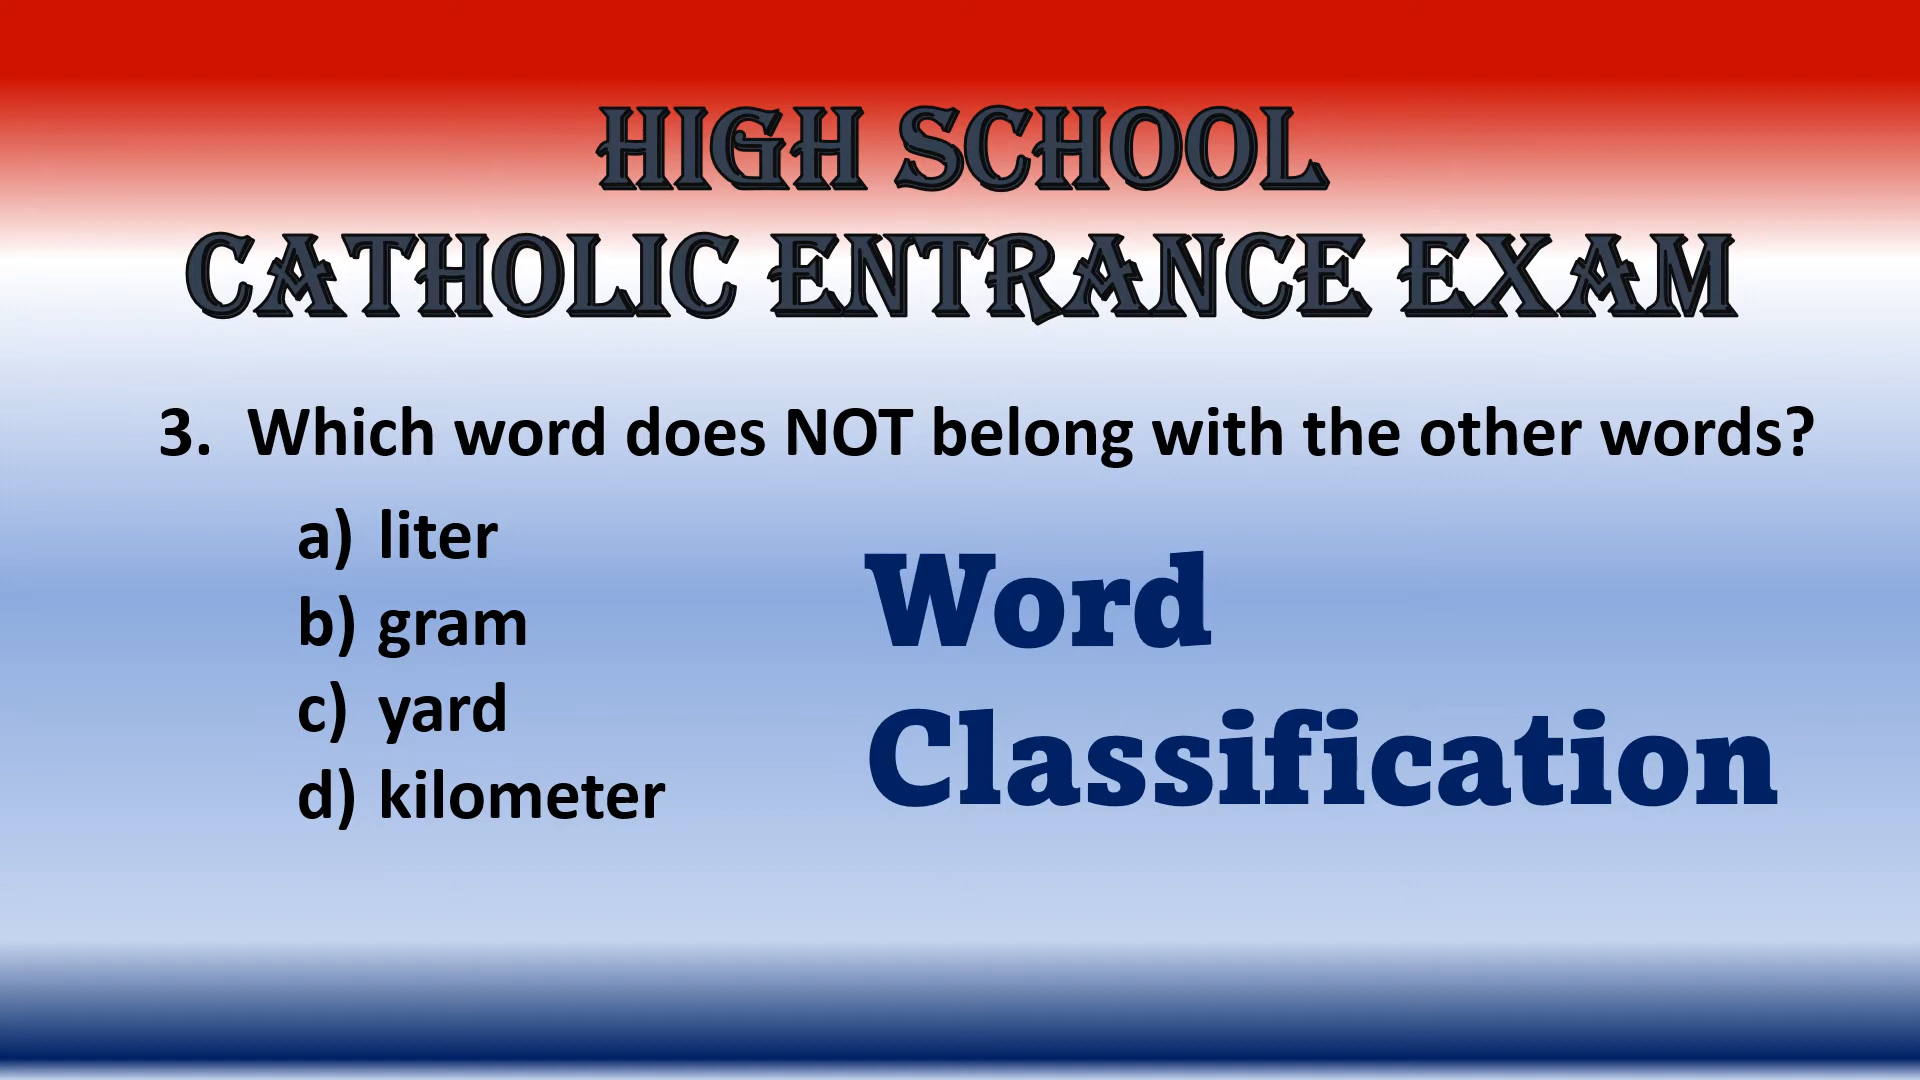 HIGH SCHOOL
CATHOLIC ENTRANCE EXAM
3. Which word does NOT belong with the other words?
a) liter
b) gram
c) yard
d) kilometer
Word
Classification